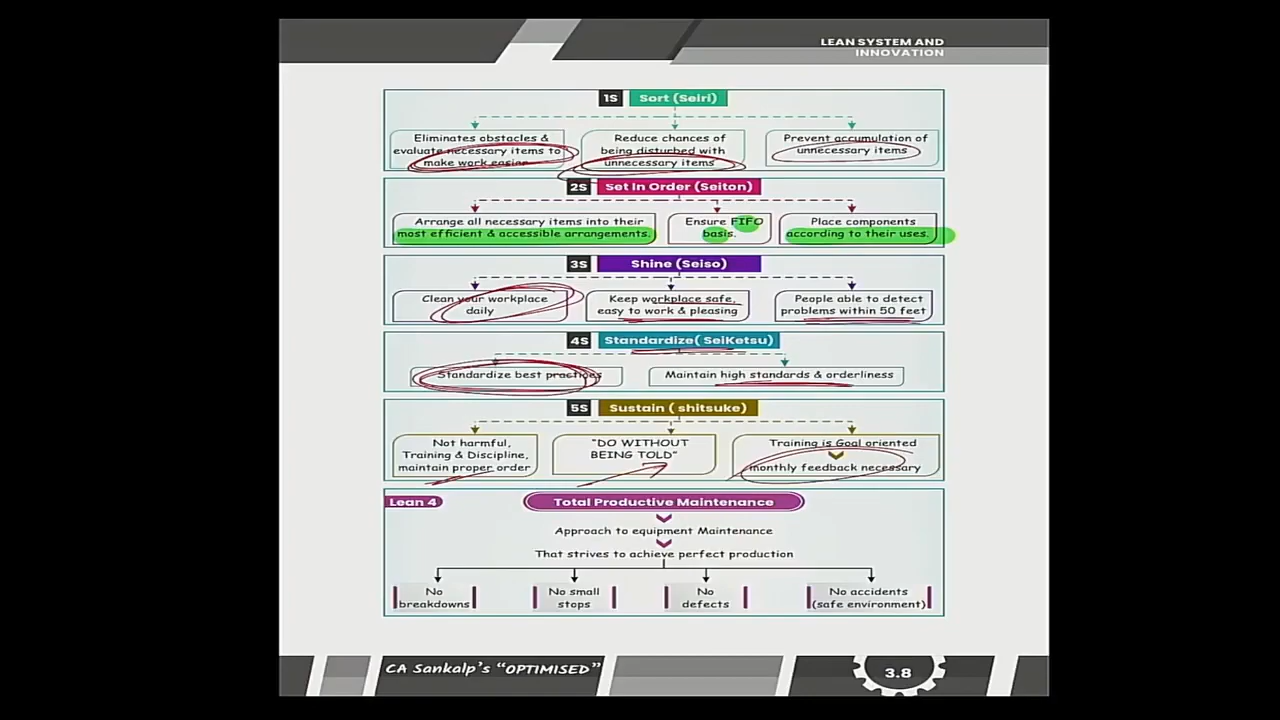 LEAN SYSTEM AND
INNOVATION
1S Sort (Seiri)
Eliminates obstacles &
evaluate necessary items to
make work easier
Reduce chances of
being disturbed with
unnecessary items
Prevent accumulation of
unnecessary items
2S Set In Order (Seiton)
Arrange all necessary items into their
most efficient & accessible arrangements.
Ensure FIFO
basis.
Place components
according to their uses.
3S Shine (Seiso)
Clean your workplace
daily
Keep workplace safe,
easy to work & pleasing
People able to detect
problems within 50 feet
4S Standardize( SeiKetsu)
Standardize best practices
Maintain high standards & orderliness
5S Sustain ( shitsuke)
Not harmful,
Training & Discipline,
maintain proper order
"DO WITHOUT
BEING TOLD"
Training is Goal oriented
monthly feedback necessary
Lean 4
Total Productive Maintenance
Approach to equipment Maintenance
That strives to achieve perfect production
No
breakdowns
No small
stops
No
defects
No accidents
(safe environment)
CA Sankalp's "OPTIMISED"
3.8